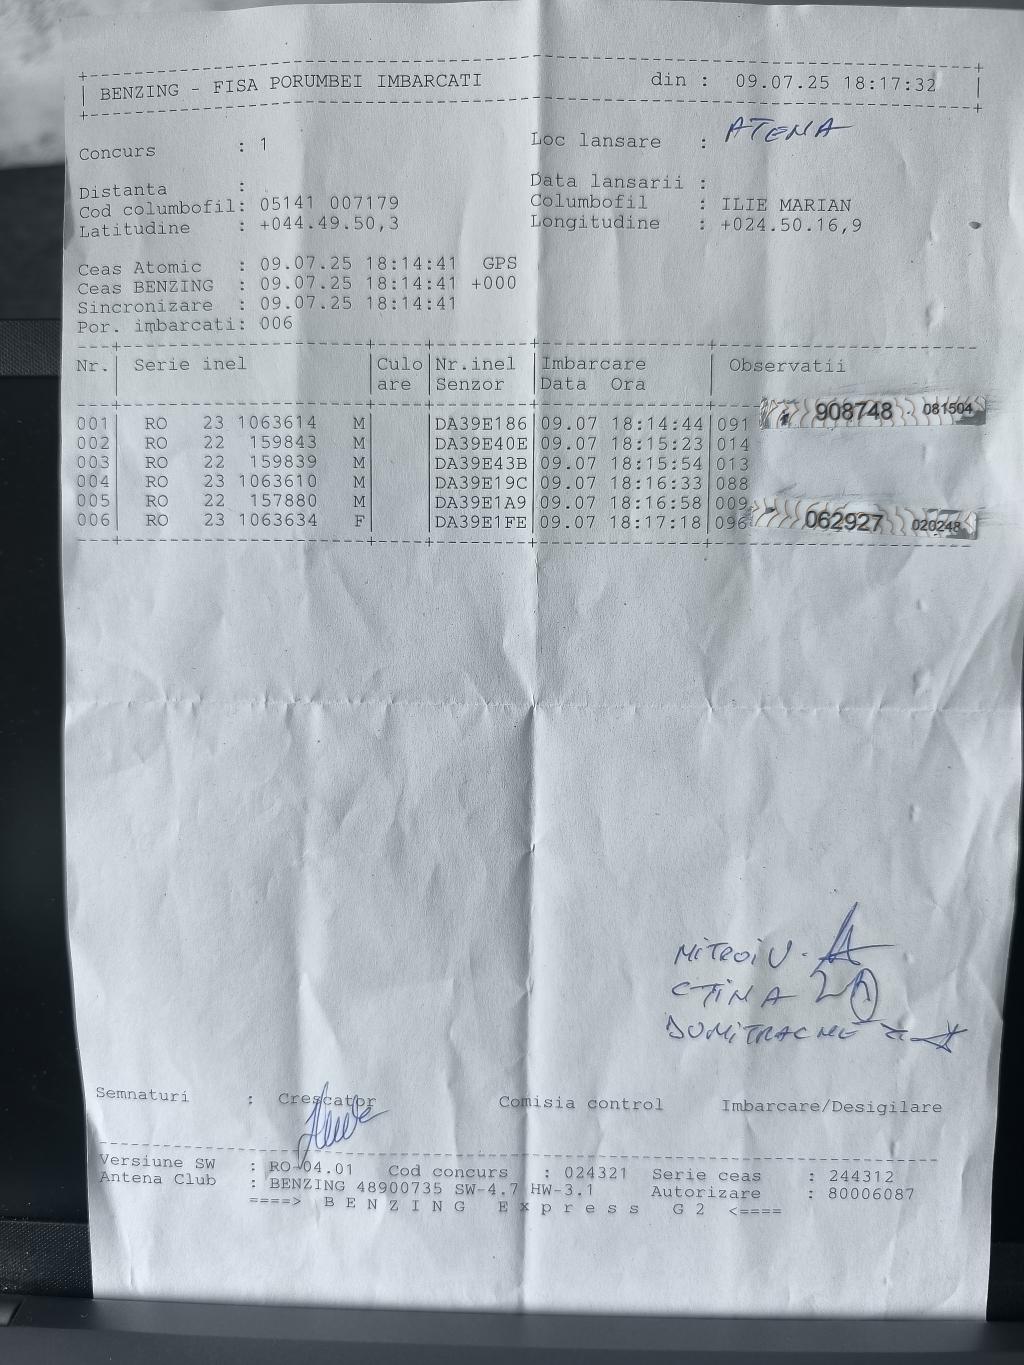 BENZING - FISA PORUMBEI IMBARCATI din : 09.07.25 18:17:32
Concurs : 1 Loc lansare : ATENA
Distanta : Data lansarii :
Cod columbofil: 05141 007179 Columbofil : ILIE MARIAN
Latitudine : +044.49.50,3 Longitudine : +024.50.16,9
Ceas Atomic : 09.07.25 18:14:41 GPS
Ceas BENZING : 09.07.25 18:14:41 +000
Sincronizare : 09.07.25 18:14:41
Por. imbarcati: 006
Nr. Serie inel Culo Nr.inel Imbarcare Observatii
are Senzor Data Ora
001 RO 23 1063614 M DA39E186 09.07 18:14:44 091 908748 081504
002 RO 22 159843 M DA39E40E 09.07 18:15:23 014
003 RO 22 159839 M DA39E43B 09.07 18:15:54 013
004 RO 23 1063610 M DA39E19C 09.07 18:16:33 088
005 RO 22 157880 M DA39E1A9 09.07 18:16:58 009
006 RO 23 1063634 F DA39E1FE 09.07 18:17:18 096 062927 020248
MITROI V.
CTINA
DUMITRACHE
Semnaturi : Crescator Comisia control Imbarcare/Desigilare
Versiune SW : RO-04.01 Cod concurs : 024321 Serie ceas : 244312
Antena Club : BENZING 48900735 SW-4.7 HW-3.1 Autorizare : 80006087
====> B E N Z I N G E x p r e s s G 2 <====